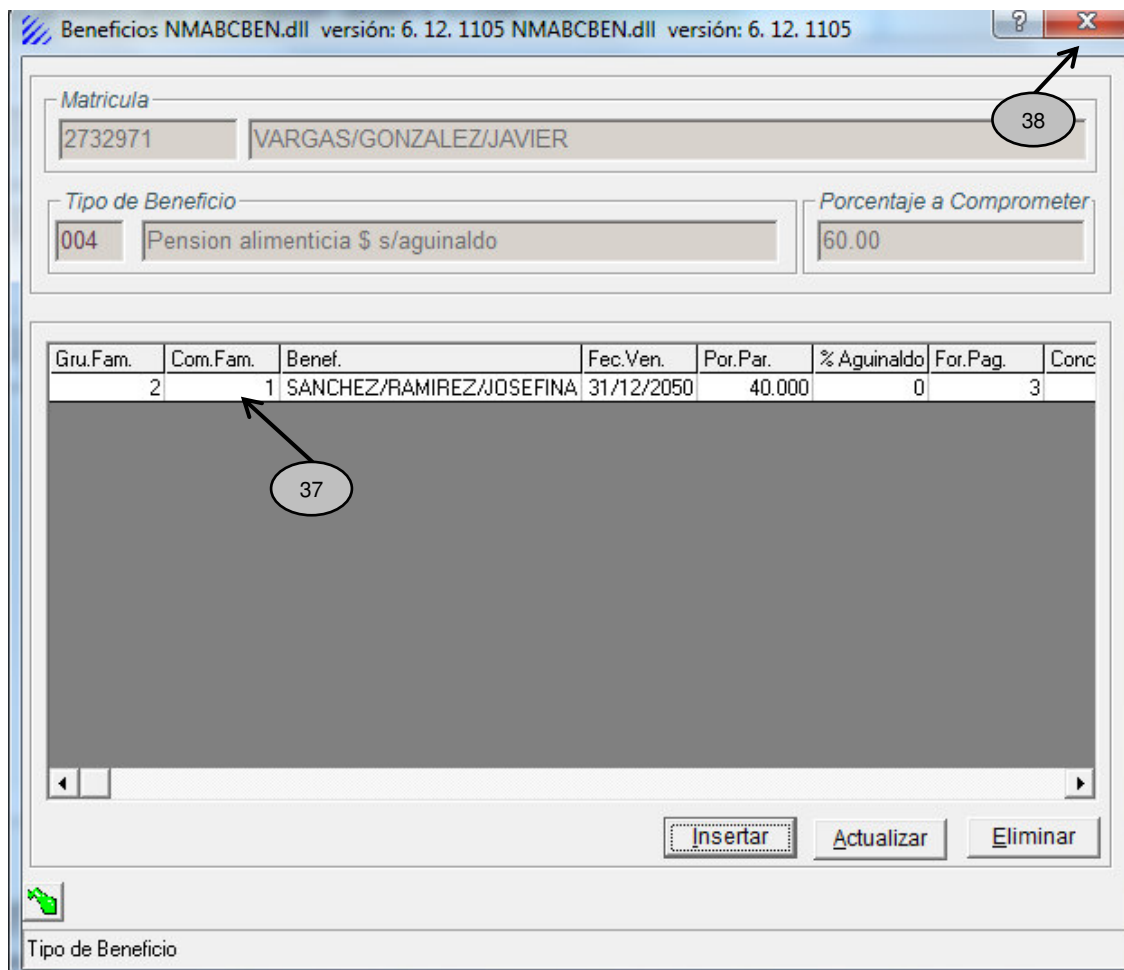 Beneficios NMABCBEN.dll versión: 6. 12. 1105 NMABCBEN.dll versión: 6. 12. 1105
38
Matricula
2732971 VARGAS/GONZALEZ/JAVIER
Tipo de Beneficio Porcentaje a Comprometer
004 Pension alimenticia $ s/aguinaldo 60.00
Gru.Fam. Com.Fam. Benef. Fec.Ven. Por.Par. % Aguinaldo For.Pag. Conc
2 1 SANCHEZ/RAMIREZ/JOSEFINA 31/12/2050 40.000 0 3
37
Insertar Actualizar Eliminar
Tipo de Beneficio